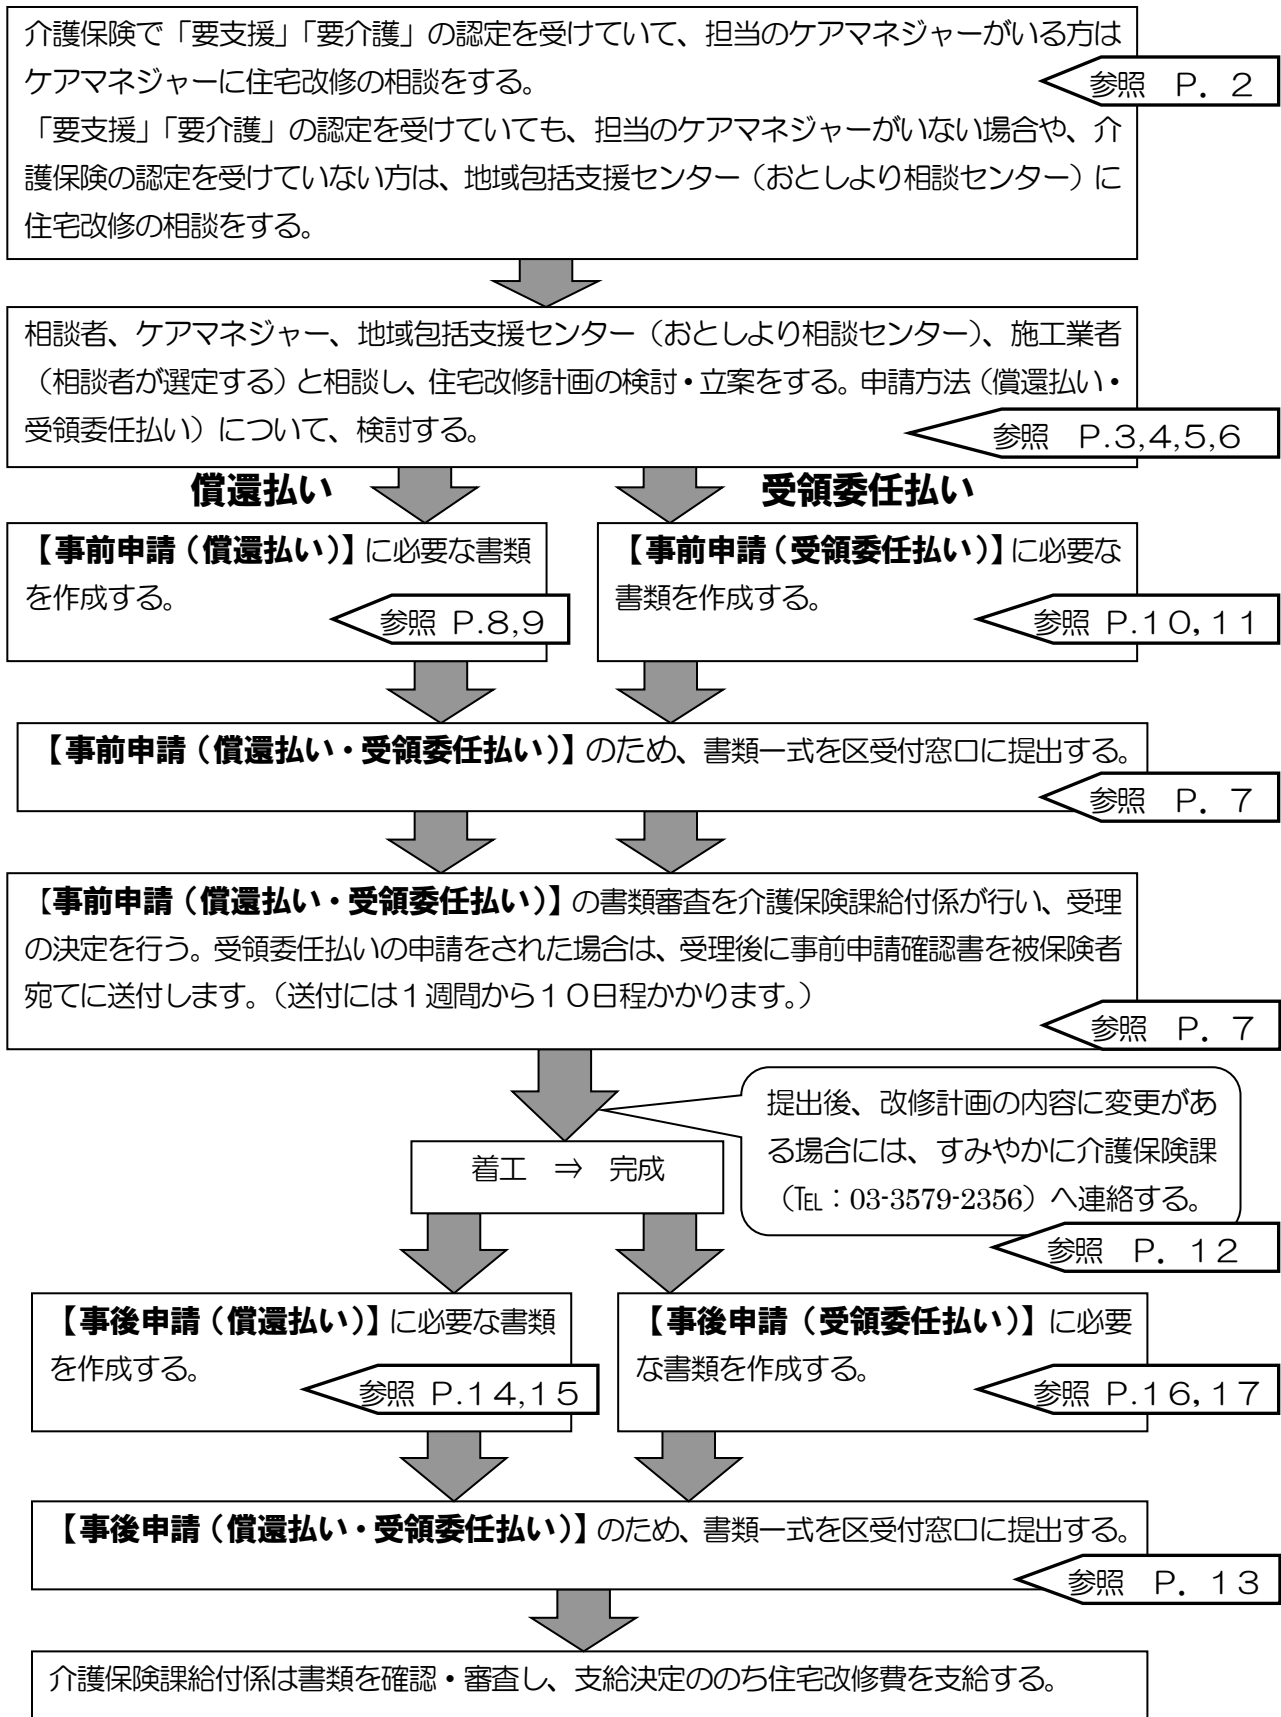 介護保険で「要支援」「要介護」の認定を受けていて、担当のケアマネジャーがいる方は
ケアマネジャーに住宅改修の相談をする。
参照　P．２
「要支援」「要介護」の認定を受けていても、担当のケアマネジャーがいない場合や、介
護保険の認定を受けていない方は、地域包括支援センター（おとしより相談センター）に
住宅改修の相談をする。
相談者、ケアマネジャー、地域包括支援センター（おとしより相談センター）、施工業者
（相談者が選定する）と相談し、住宅改修計画の検討・立案をする。申請方法（償還払い・
受領委任払い）について、検討する。
参照　P.3,4,5,6
償還払い
受領委任払い
【事前申請（償還払い）】に必要な書類
を作成する。
参照 P.8,9
【事前申請（受領委任払い）】に必要な
書類を作成する。
参照 P.10,11
【事前申請（償還払い・受領委任払い）】のため、書類一式を区受付窓口に提出する。
参照　P．７
【事前申請（償還払い・受領委任払い）】の書類審査を介護保険課給付係が行い、受理
の決定を行う。受領委任払いの申請をされた場合は、受理後に事前申請確認書を被保険者
宛てに送付します。（送付には１週間から１０日程かかります。）
参照　P．７
提出後、改修計画の内容に変更があ
る場合には、すみやかに介護保険課
（℡：03-3579-2356）へ連絡する。
参照　P．12
着工　⇒　完成
【事後申請（償還払い）】に必要な書類
を作成する。
参照 P.14,15
【事後申請（受領委任払い）】に必要
な書類を作成する。
参照 P.16,17
【事後申請（償還払い・受領委任払い）】のため、書類一式を区受付窓口に提出する。
参照　P．13
介護保険課給付係は書類を確認・審査し、支給決定ののち住宅改修費を支給する。